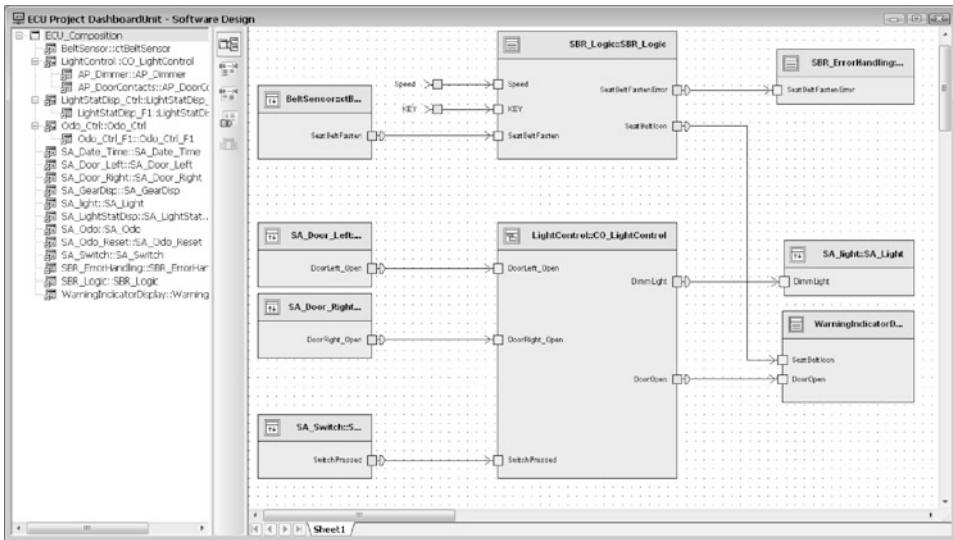 ECU Project DashboardUnit - Software Design
ECU_Composition
BeltSensor::ctBeltSensor
LightControl::CO_LightControl
AP_Dimmer::AP_Dimmer
AP_DoorContacts::AP_DoorCo
LightStatDisp_Ctrl::LightStatDisp_
LightStatDisp_F1::LightStatDis
Odo_Ctrl::Odo_Ctrl
Odo_Ctrl_F1::Odo_Ctrl_F1
SA_Date_Time::SA_Date_Time
SA_Door_Left::SA_Door_Left
SA_Door_Right::SA_Door_Right
SA_GearDisp::SA_GearDisp
SA_light::SA_Light
SA_LightStatDisp::SA_LightStat...
SA_Odo::SA_Odo
SA_Odo_Reset::SA_Odo_Reset
SA_Switch::SA_Switch
SBR_ErrorHandling::SBR_ErrorHar
SBR_Logic::SBR_Logic
WarningIndicatorDisplay::Warning
SBR_Logic::SBR_Logic
Speed
Speed
KEY
KEY
SeatBeltFasten
SeatBeltFastenError
SeatBeltIcon
BeltSensor::ctB...
SeatBeltFasten
SBR_ErrorHandling:...
SeatBeltFastenError
SA_Door_Left:...
DoorLeft_Open
SA_Door_Right...
DoorRight_Open
SA_Switch::S...
SwitchPressed
LightControl::CO_LightControl
DoorLeft_Open
DimmLight
DoorRight_Open
DoorOpen
SwitchPressed
SA_light::SA_Light
DimmLight
WarningIndicatorD...
SeatBeltIcon
DoorOpen
Sheet1